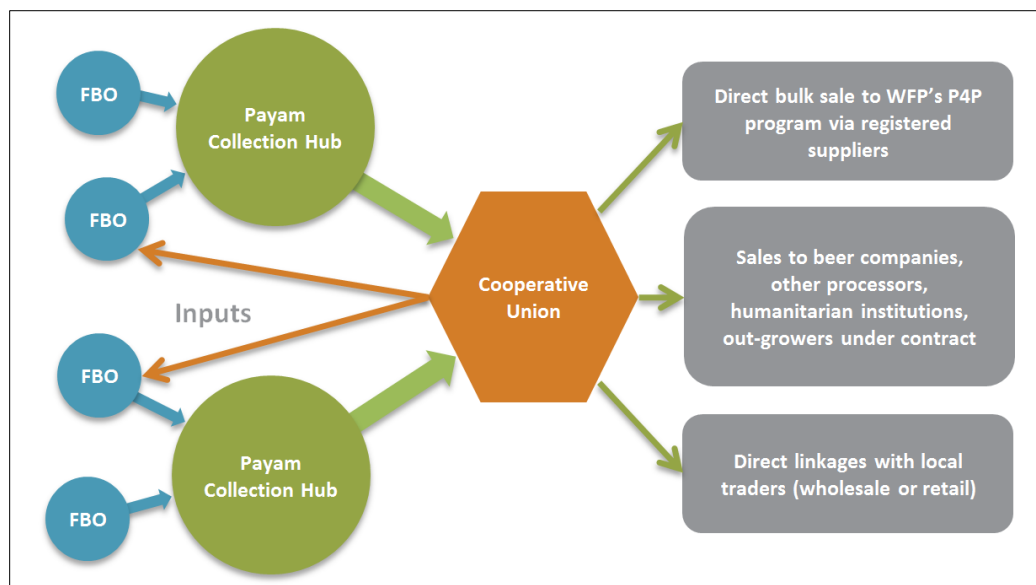 FBO
Payam
Collection Hub
FBO
Inputs
FBO
Payam
Collection Hub
FBO
Cooperative
Union
Direct bulk sale to WFP’s P4P
program via registered
suppliers
Sales to beer companies,
other processors,
humanitarian institutions,
out-growers under contract
Direct linkages with local
traders (wholesale or retail)